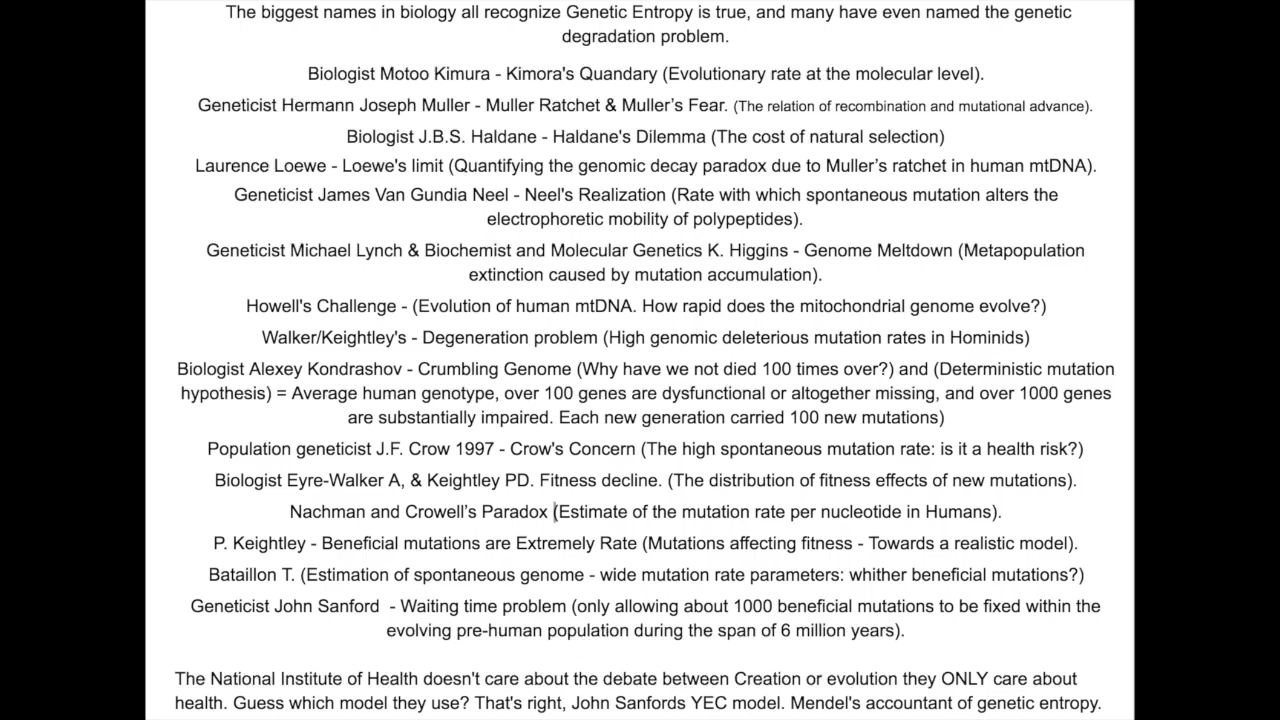 The biggest names in biology all recognize Genetic Entropy is true, and many have even named the genetic
degradation problem.
Biologist Motoo Kimura - Kimora's Quandary (Evolutionary rate at the molecular level).
Geneticist Hermann Joseph Muller - Muller Ratchet & Muller’s Fear. (The relation of recombination and mutational advance).
Biologist J.B.S. Haldane - Haldane's Dilemma (The cost of natural selection)
Laurence Loewe - Loewe's limit (Quantifying the genomic decay paradox due to Muller’s ratchet in human mtDNA).
Geneticist James Van Gundia Neel - Neel's Realization (Rate with which spontaneous mutation alters the
electrophoretic mobility of polypeptides).
Geneticist Michael Lynch & Biochemist and Molecular Genetics K. Higgins - Genome Meltdown (Metapopulation
extinction caused by mutation accumulation).
Howell's Challenge - (Evolution of human mtDNA. How rapid does the mitochondrial genome evolve?)
Walker/Keightley's - Degeneration problem (High genomic deleterious mutation rates in Hominids)
Biologist Alexey Kondrashov - Crumbling Genome (Why have we not died 100 times over?) and (Deterministic mutation
hypothesis) = Average human genotype, over 100 genes are dysfunctional or altogether missing, and over 1000 genes
are substantially impaired. Each new generation carried 100 new mutations)
Population geneticist J.F. Crow 1997 - Crow's Concern (The high spontaneous mutation rate: is it a health risk?)
Biologist Eyre-Walker A, & Keightley PD. Fitness decline. (The distribution of fitness effects of new mutations).
Nachman and Crowell’s Paradox (Estimate of the mutation rate per nucleotide in Humans).
P. Keightley - Beneficial mutations are Extremely Rate (Mutations affecting fitness - Towards a realistic model).
Bataillon T. (Estimation of spontaneous genome - wide mutation rate parameters: whither beneficial mutations?)
Geneticist John Sanford - Waiting time problem (only allowing about 1000 beneficial mutations to be fixed within the
evolving pre-human population during the span of 6 million years).
The National Institute of Health doesn't care about the debate between Creation or evolution they ONLY care about
health. Guess which model they use? That's right, John Sanfords YEC model. Mendel's accountant of genetic entropy.